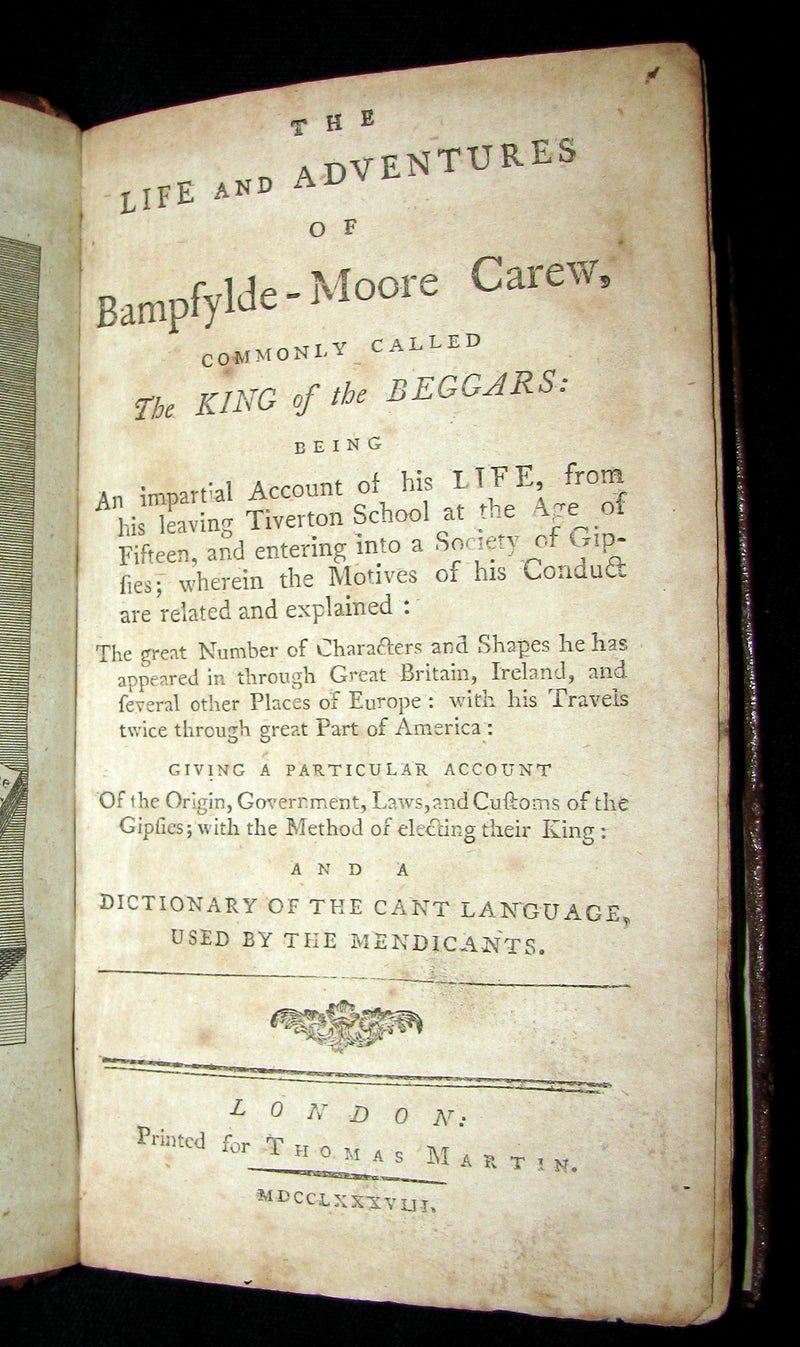 THE
LIFE AND ADVENTURES
OF
Bampfylde-Moore Carew,
COMMONLY CALLED
The KING of the BEGGARS:
BEING
An impartial Account of his LIFE, from
his leaving Tiverton School at the Age of
Fifteen, and entering into a Society of Gip-
ſies; wherein the Motives of his Conduct
are related and explained :
The great Number of Characters and Shapes he has
appeared in through Great Britain, Ireland, and
ſeveral other Places of Europe : with his Travels
twice through great Part of America :
GIVING A PARTICULAR ACCOUNT
Of the Origin, Government, Laws, and Cuſtoms of the
Gipſies; with the Method of electing their King :
AND A
DICTIONARY OF THE CANT LANGUAGE,
USED BY THE MENDICANTS.
LONDON:
Printed for THOMAS MARTIN.
MDCCLXXXVIII.